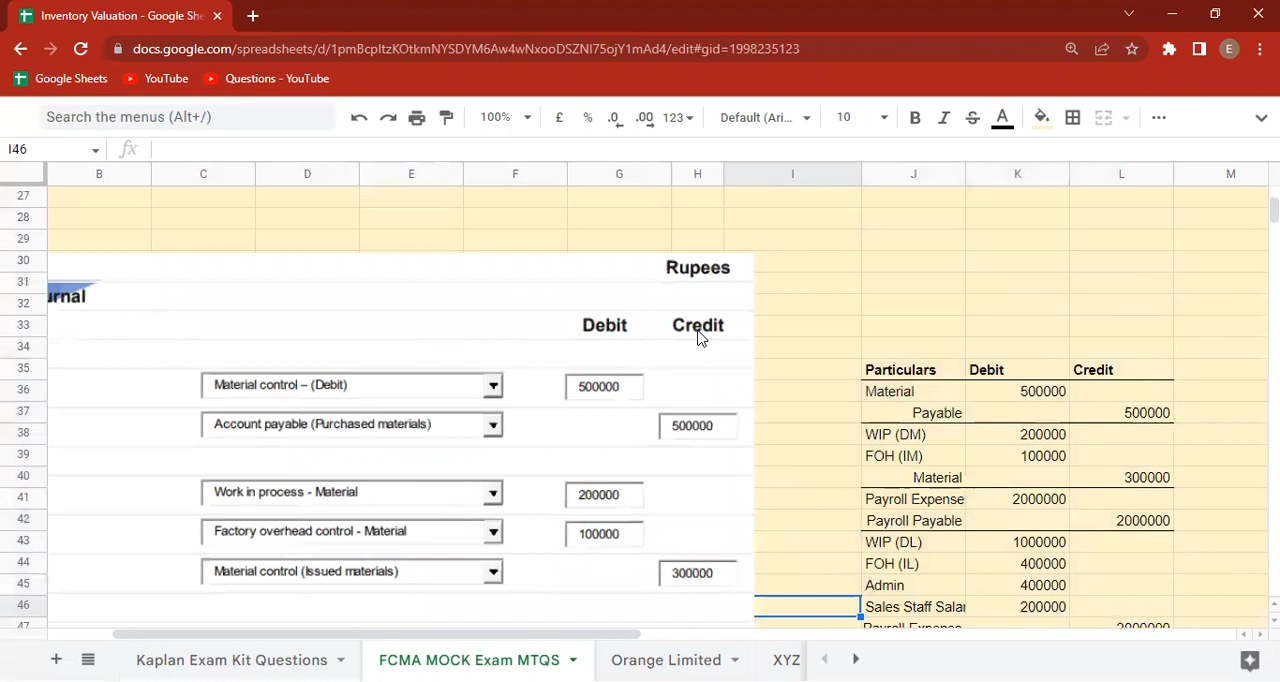 Inventory Valuation - Google She
docs.google.com/spreadsheets/d/1pmBcpItzKOtkmNYSDYM6Aw4wNxooDSZNI75ojY1mAd4/edit#gid=1998235123
E
Google Sheets YouTube Questions - YouTube
Search the menus (Alt+/) 100% £ % .0 .00 123 Default (Ari... 10 B I S A
I46 fx
B C D E F G H I J K L M
27
28
29
30 Rupees
31 urnal
32
33 Debit Credit
34
35 Particulars Debit Credit
36 Material control – (Debit) 500000 Material 500000
37 Payable 500000
38 Account payable (Purchased materials) 500000 WIP (DM) 200000
39 FOH (IM) 100000
40 Material 300000
41 Work in process - Material 200000 Payroll Expense 2000000
42 Payroll Payable 2000000
43 Factory overhead control - Material 100000 WIP (DL) 1000000
44 FOH (IL) 400000
45 Material control (Issued materials) 300000 Admin 400000
46 Sales Staff Salar 200000
47 Payroll Expense
Kaplan Exam Kit Questions FCMA MOCK Exam MTQS Orange Limited XYZ